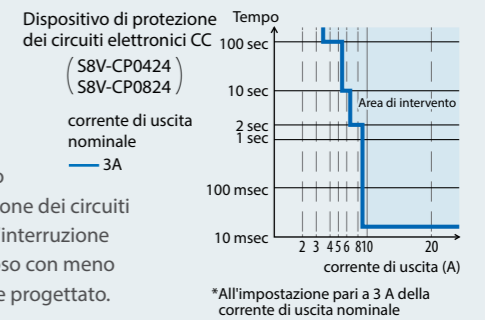 Dispositivo di protezione
dei circuiti elettronici CC
S8V-CP0424
S8V-CP0824
corrente di uscita
nominale
3A
one dei circuiti
interruzione
so con meno
e progettato.
Tempo
100 sec
10 sec
2 sec
1 sec
100 msec
10 msec
Area di intervento
2 3 4 5 6 8 10 20
corrente di uscita (A)
*All'impostazione pari a 3 A della
corrente di uscita nominale